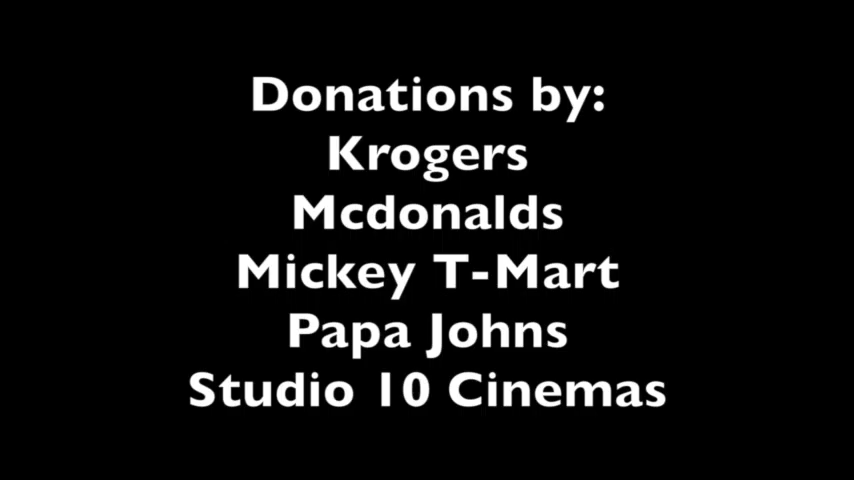 Donations by:
Krogers
Mcdonalds
Mickey T-Mart
Papa Johns
Studio 10 Cinemas